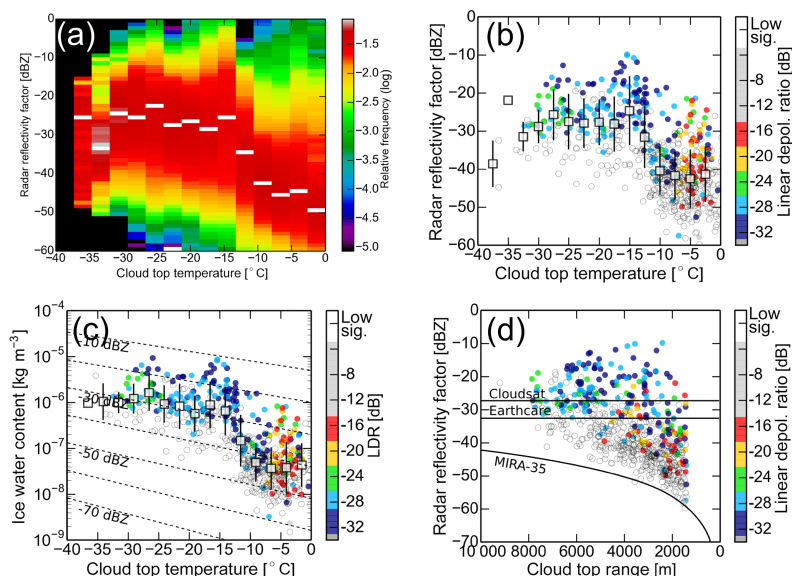 (a)
Radar reflectivity factor [dBZ]
0
−10
−20
−30
−40
−50
−60
−40 −35 −30 −25 −20 −15 −10 −5 0
Cloud top temperature [°C]
-1.0
-1.5
-2.0
-2.5
-3.0
-3.5
-4.0
-4.5
-5.0
Relative frequency (log)
(b)
Radar reflectivity factor [dBZ]
0
−10
−20
−30
−40
−50
−60
−40 −35 −30 −25 −20 −15 −10 −5 0
Cloud top temperature [°C]
Low
sig.
-8
-12
-16
-20
-24
-28
-32
Linear depol. ratio [dB]
(c)
Ice water content [kg m⁻³]
10⁻⁴
10⁻⁵
10⁻⁶
10⁻⁷
10⁻⁸
10⁻⁹
-10 dBZ
-30 dBZ
-50 dBZ
-70 dBZ
−40 −35 −30 −25 −20 −15 −10 −5 0
Cloud top temperature [°C]
Low
sig.
-8
-12
-16
-20
-24
-28
-32
LDR [dB]
(d)
Radar reflectivity factor [dBZ]
0
−10
−20
−30
−40
−50
−60
−70
Cloudsat
Earthcare
MIRA-35
10 000 8000 6000 4000 2000 0
Cloud top range [m]
Low
sig.
-8
-12
-16
-20
-24
-28
-32
Linear depol. ratio [dB]